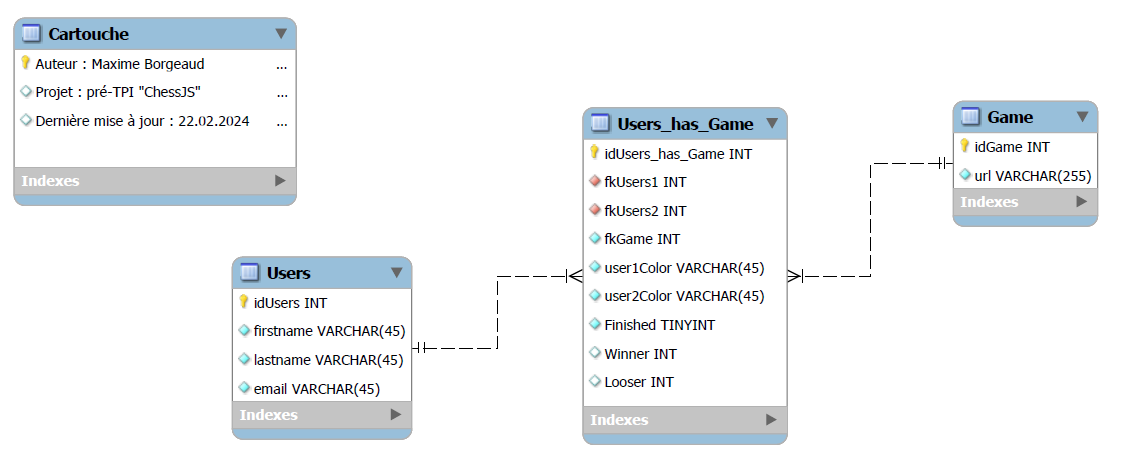 Cartouche
Auteur : Maxime Borgeaud ...
Projet : pré-TPI "ChessJS" ...
Dernière mise à jour : 22.02.2024 ...
Indexes
Users
idUsers INT
firstname VARCHAR(45)
lastname VARCHAR(45)
email VARCHAR(45)
Indexes
Users_has_Game
idUsers_has_Game INT
fkUsers1 INT
fkUsers2 INT
fkGame INT
user1Color VARCHAR(45)
user2Color VARCHAR(45)
Finished TINYINT
Winner INT
Looser INT
Indexes
Game
idGame INT
url VARCHAR(255)
Indexes